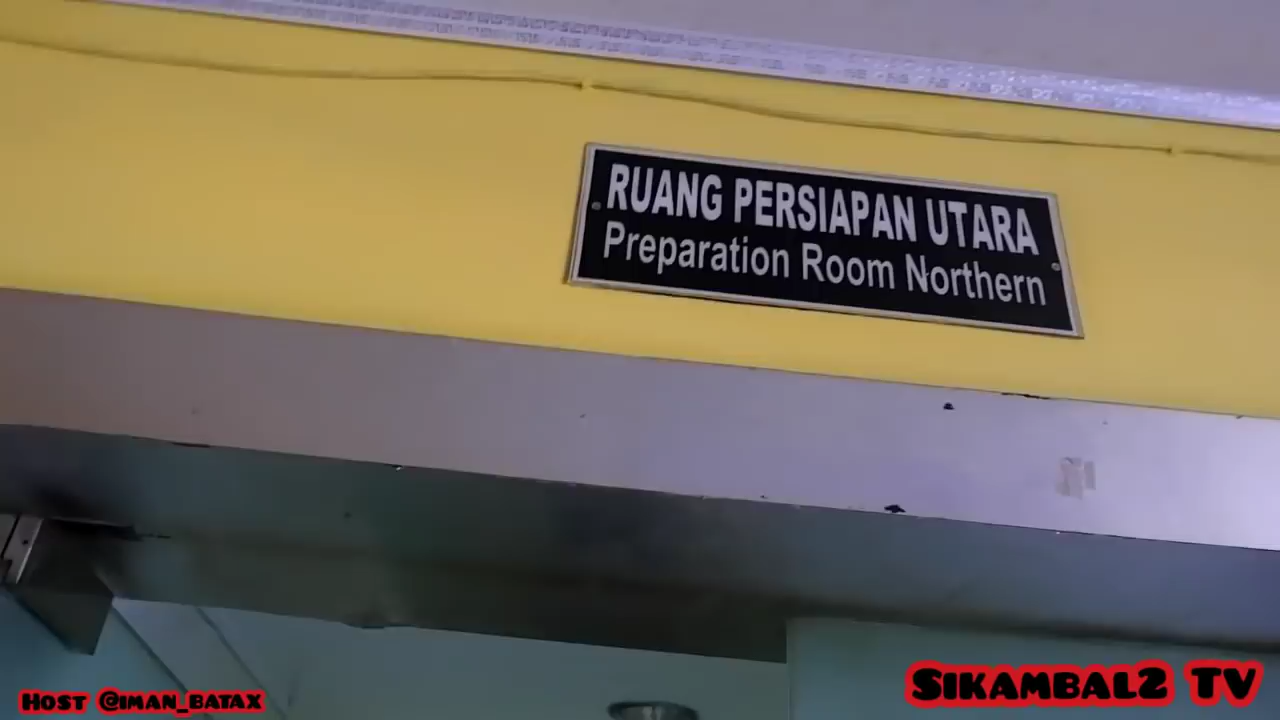 RUANG PERSIAPAN UTARA
Preparation Room Northern
Host @iman_batax
Sikambal2 TV